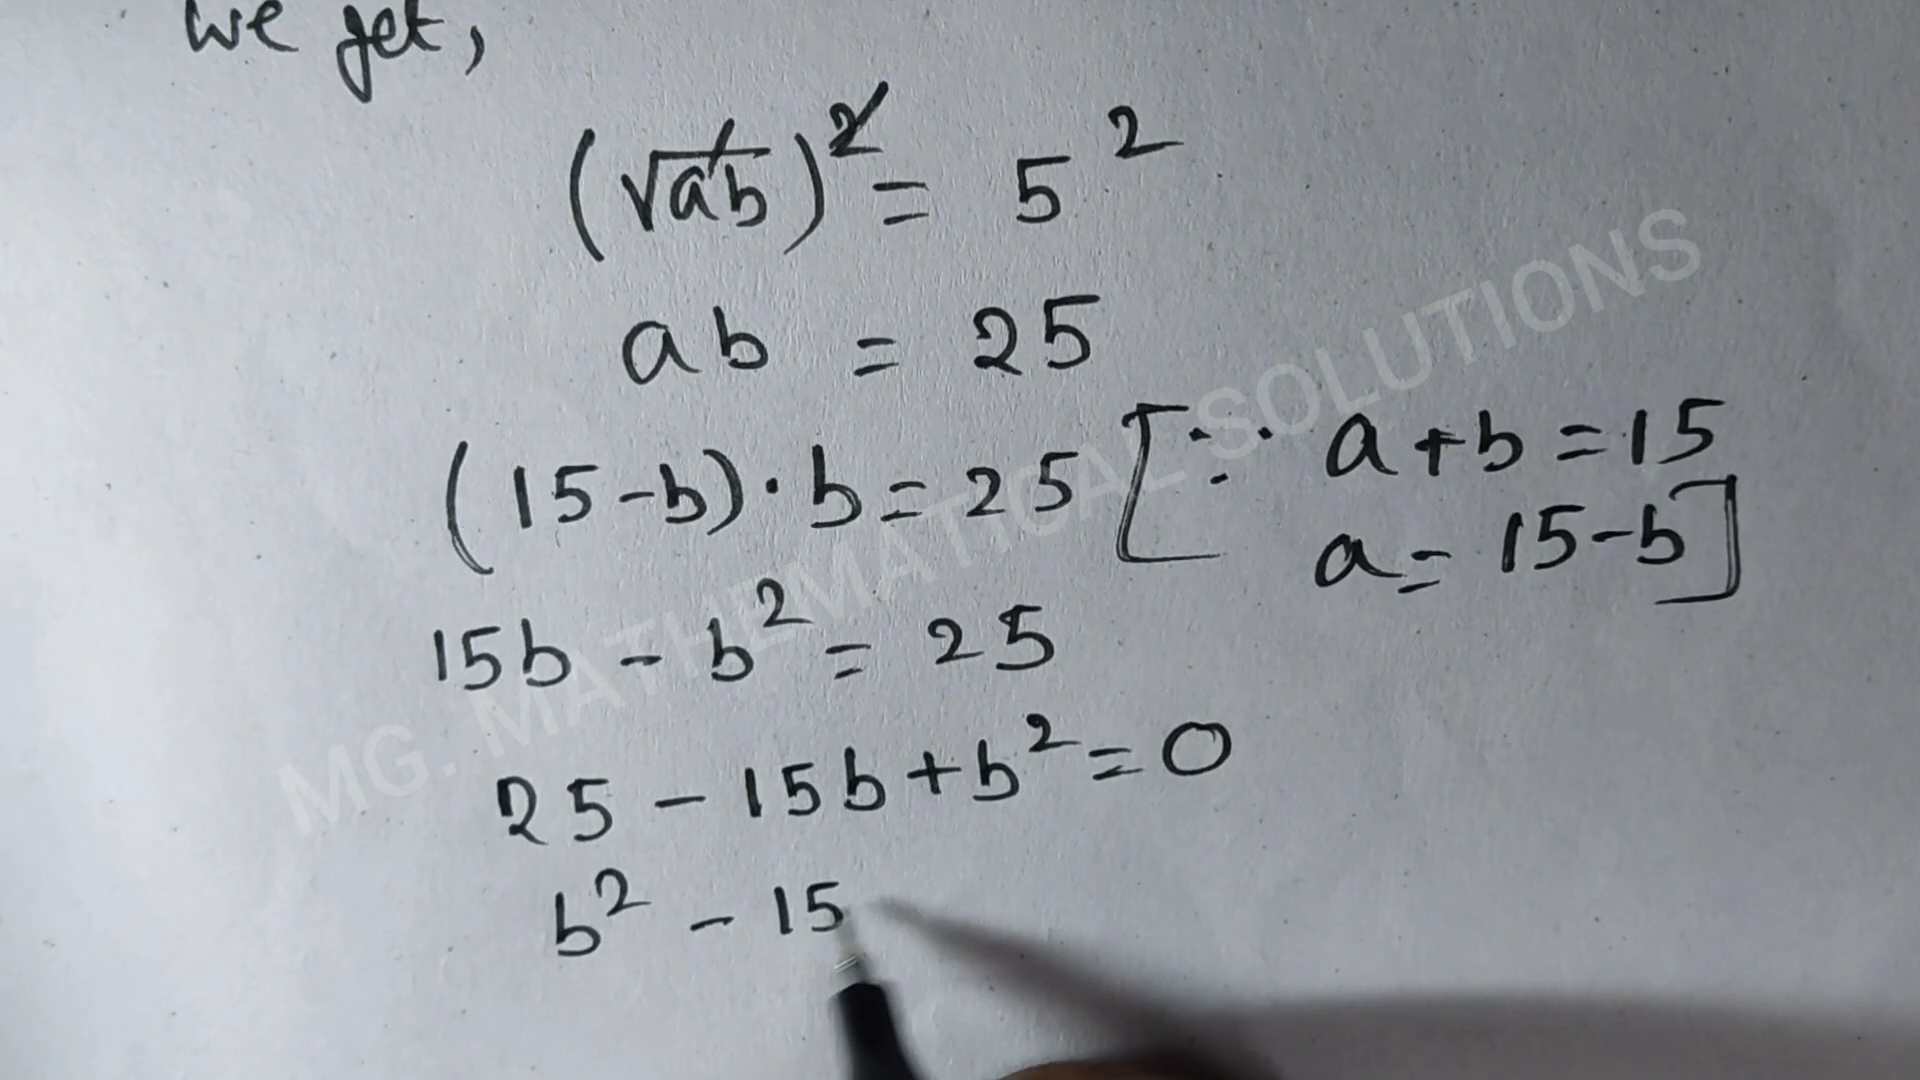 we get,
(√ab)² = 5²
ab = 25
(15-b)·b = 25 [∵ a+b=15
a = 15-b]
15b - b² = 25
25 - 15b + b² = 0
b² - 15
MG. MATHEMATICAL SOLUTIONS